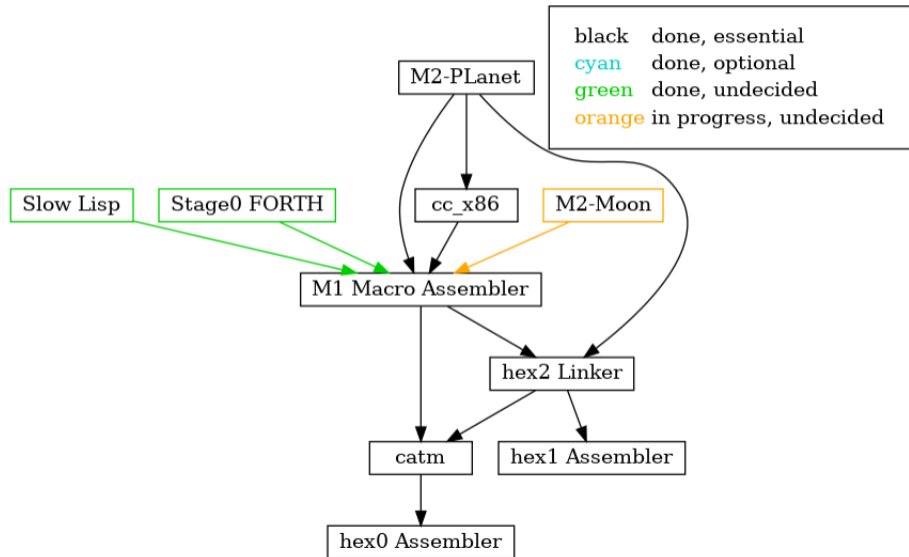 black done, essential
cyan done, optional
green done, undecided
orange in progress, undecided
M2-PLanet
Slow Lisp
Stage0 FORTH
cc_x86
M2-Moon
M1 Macro Assembler
hex2 Linker
catm
hex1 Assembler
hex0 Assembler